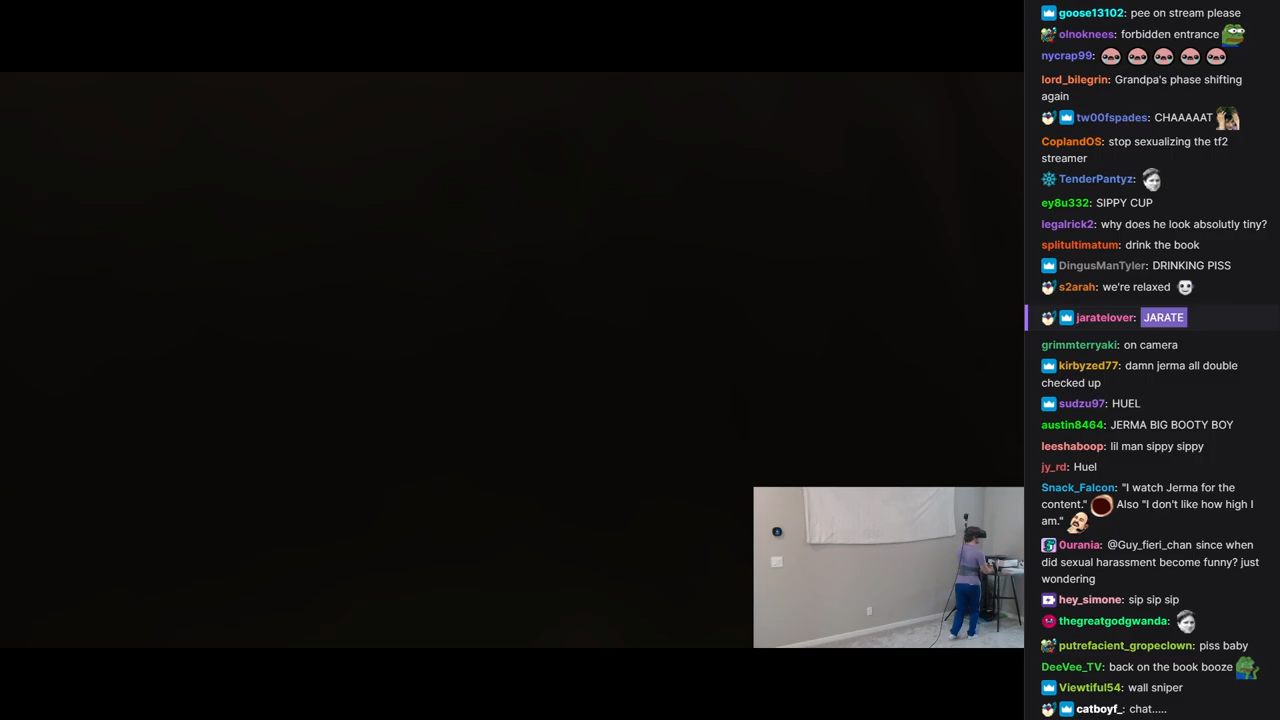 goose13102: pee on stream please
olnoknees: forbidden entrance
nycrap99:
lord_bilegrin: Grandpa's phase shifting
again
tw00fspades: CHAAAAAT
CoplandOS: stop sexualizing the tf2
streamer
TenderPantyz:
ey8u332: SIPPY CUP
legalrick2: why does he look absolutly tiny?
splitultimatum: drink the book
DingusManTyler: DRINKING PISS
s2arah: we're relaxed
jaratelover: JARATE
grimmterryaki: on camera
kirbyzed77: damn jerma all double
checked up
sudzu97: HUEL
austin8464: JERMA BIG BOOTY BOY
leeshaboop: lil man sippy sippy
jy_rd: Huel
Snack_Falcon: "I watch Jerma for the
content." Also "I don't like how high I
am."
0urania: @Guy_fieri_chan since when
did sexual harassment become funny? just
wondering
hey_simone: sip sip sip
thegreatgodgwanda:
putrefacient_gropeclown: piss baby
DeeVee_TV: back on the book booze
Viewtiful54: wall sniper
catboyf_: chat.....